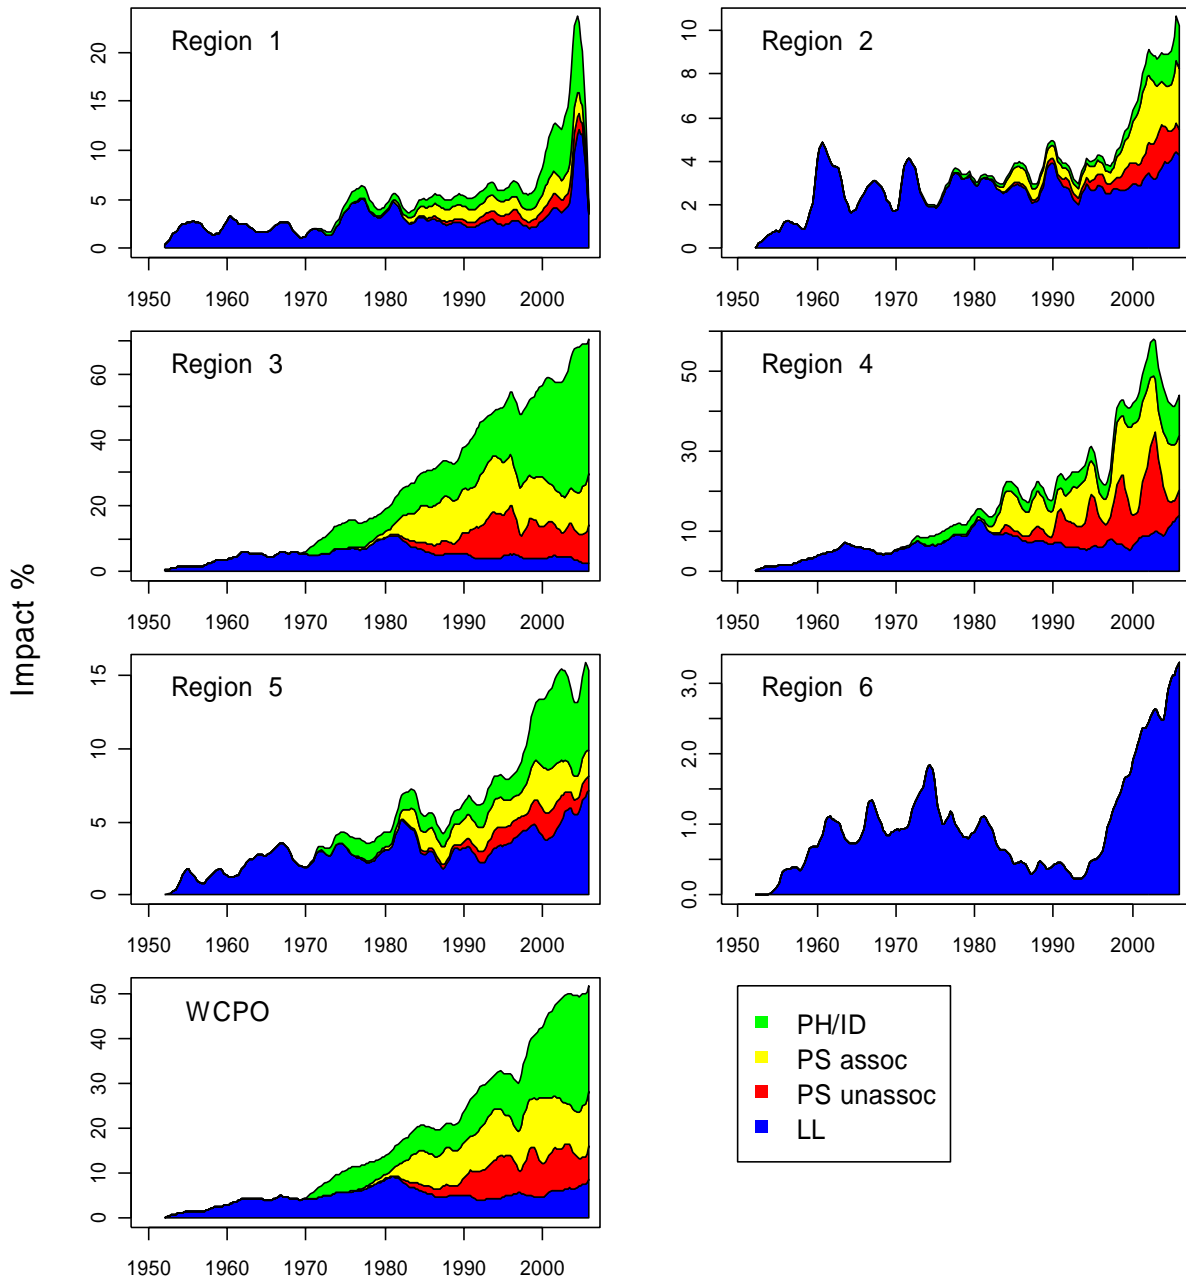 Impact %
Region 1
0 5 10 15 20
1950 1960 1970 1980 1990 2000
Region 2
0 2 4 6 8 10
1950 1960 1970 1980 1990 2000
Region 3
0 20 40 60
1950 1960 1970 1980 1990 2000
Region 4
0 10 30 50
1950 1960 1970 1980 1990 2000
Region 5
0 5 10 15
1950 1960 1970 1980 1990 2000
Region 6
0.0 1.0 2.0 3.0
1950 1960 1970 1980 1990 2000
WCPO
0 10 20 30 40 50
1950 1960 1970 1980 1990 2000
PH/ID
PS assoc
PS unassoc
LL